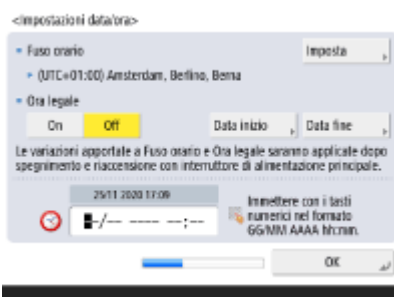 <Impostazioni data/ora>
Fuso orario
Imposta
(UTC+01:00) Amsterdam, Berlino, Berna
Ora legale
On Off Data inizio Data fine
Le variazioni apportate a Fuso orario e Ora legale saranno applicate dopo
spegnimento e riaccensione con interruttore di alimentazione principale.
25/11 2020 17:09
-/-- ---- --:--
Immettere con i tasti
numerici nel formato
GG/MM AAAA hh:mm.
OK